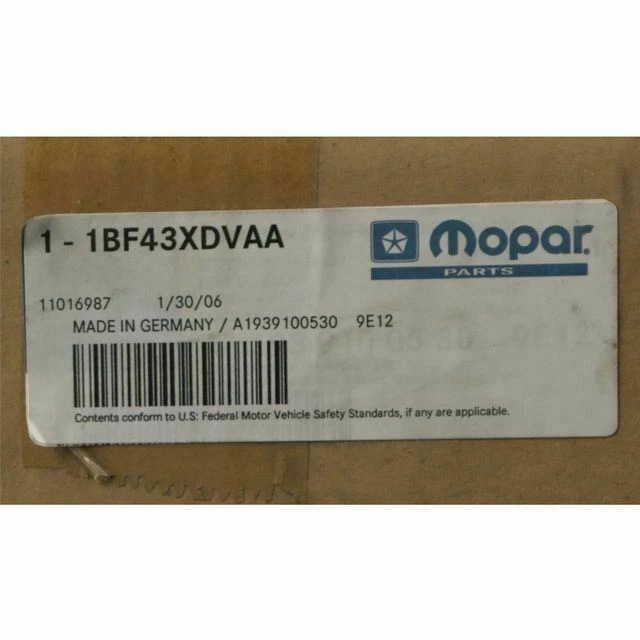 1 - 1BF43XDVAA
Mopar
PARTS
11016987 1/30/06
MADE IN GERMANY / A1939100530 9E12
Contents conform to U.S: Federal Motor Vehicle Safety Standards, if any are applicable.
9E12